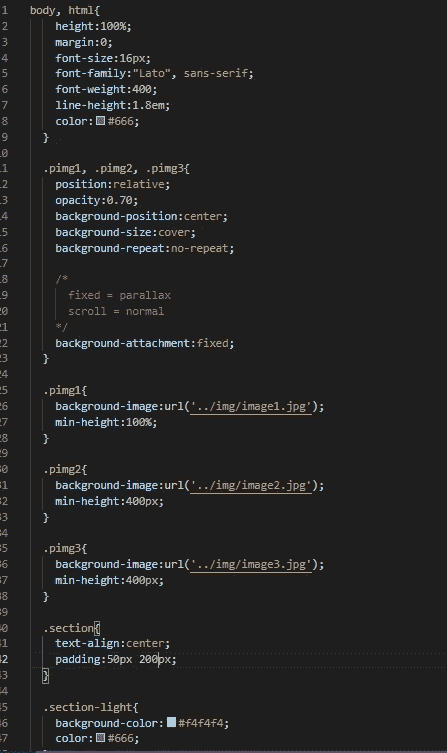 1 body, html{
2 height:100%;
3 margin:0;
4 font-size:16px;
5 font-family:"Lato", sans-serif;
6 font-weight:400;
7 line-height:1.8em;
8 color: #666;
9 }
10
11 .pimg1, .pimg2, .pimg3{
12 position:relative;
13 opacity:0.70;
14 background-position:center;
15 background-size:cover;
16 background-repeat:no-repeat;
17
18 /*
19 fixed = parallax
20 scroll = normal
21 */
22 background-attachment:fixed;
23 }
24
25 .pimg1{
26 background-image:url('../img/image1.jpg');
27 min-height:100%;
28 }
29
30 .pimg2{
31 background-image:url('../img/image2.jpg');
32 min-height:400px;
33 }
34
35 .pimg3{
36 background-image:url('../img/image3.jpg');
37 min-height:400px;
38 }
39
40 .section{
41 text-align:center;
42 padding:50px 200px;
43 }
44
45 .section-light{
46 background-color: #f4f4f4;
47 color: #666;